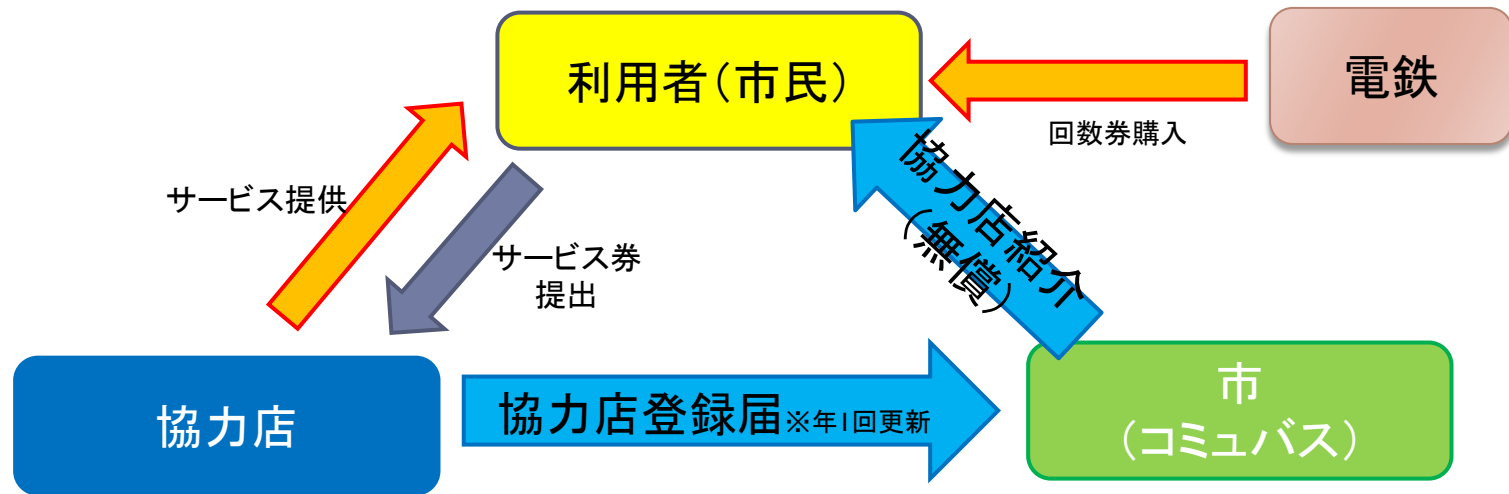 利用者（市民）
電鉄
回数券購入
協力店紹介
（無償）
サービス提供
サービス券
提出
協力店
協力店登録届※年1回更新
市
（コミュバス）